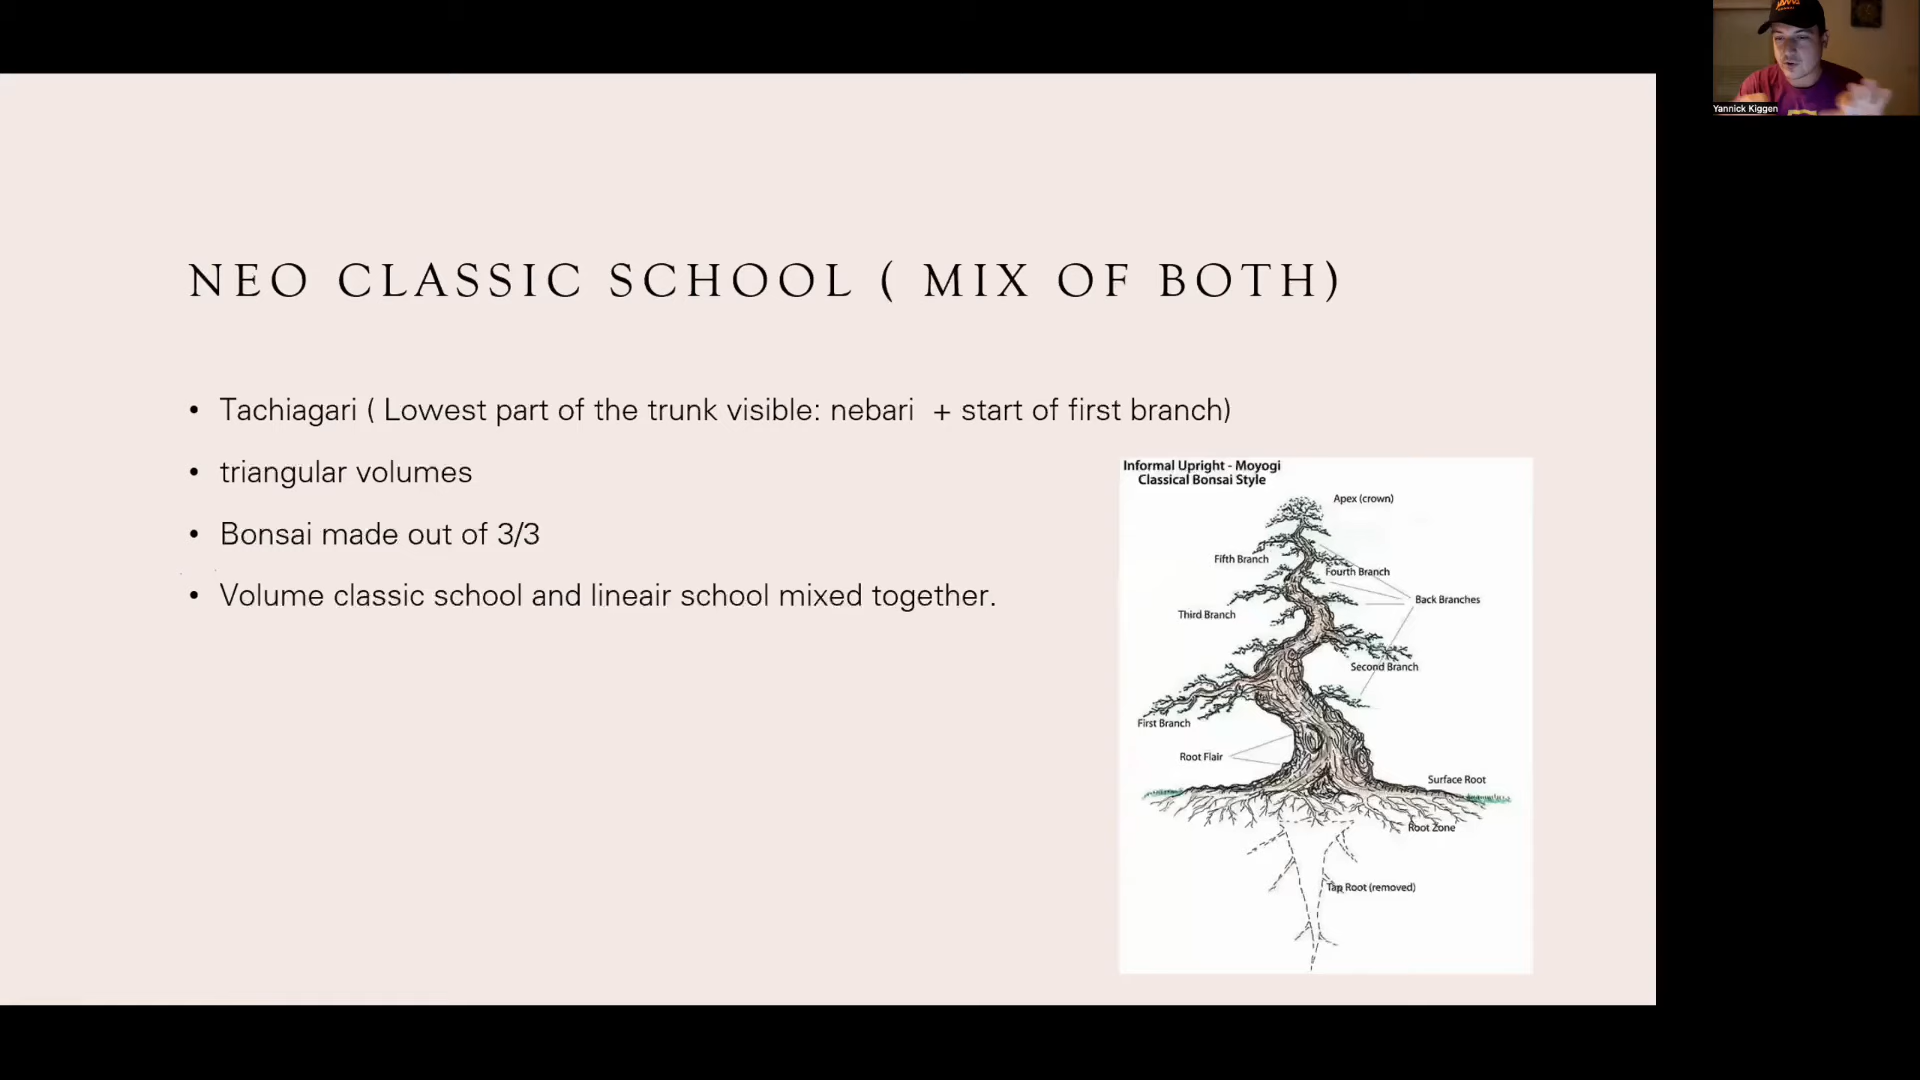 Yannick Kiggen
NEO CLASSIC SCHOOL ( MIX OF BOTH)
• Tachiagari ( Lowest part of the trunk visible: nebari + start of first branch)
• triangular volumes
• Bonsai made out of 3/3
• Volume classic school and lineair school mixed together.
Informal Upright - Moyogi
Classical Bonsai Style
Apex (crown)
Fifth Branch
Fourth Branch
Back Branches
Third Branch
Second Branch
First Branch
Root Flair
Surface Root
Root Zone
Tap Root (removed)